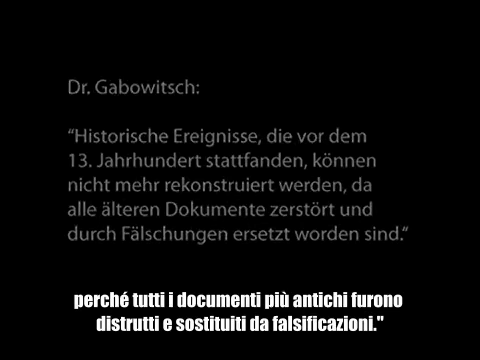 Dr. Gabowitsch:
“Historische Ereignisse, die vor dem
13. Jahrhundert stattfanden, können
nicht mehr rekonstruiert werden, da
alle älteren Dokumente zerstört und
durch Fälschungen ersetzt worden sind.“
perché tutti i documenti più antichi furono
distrutti e sostituiti da falsificazioni."